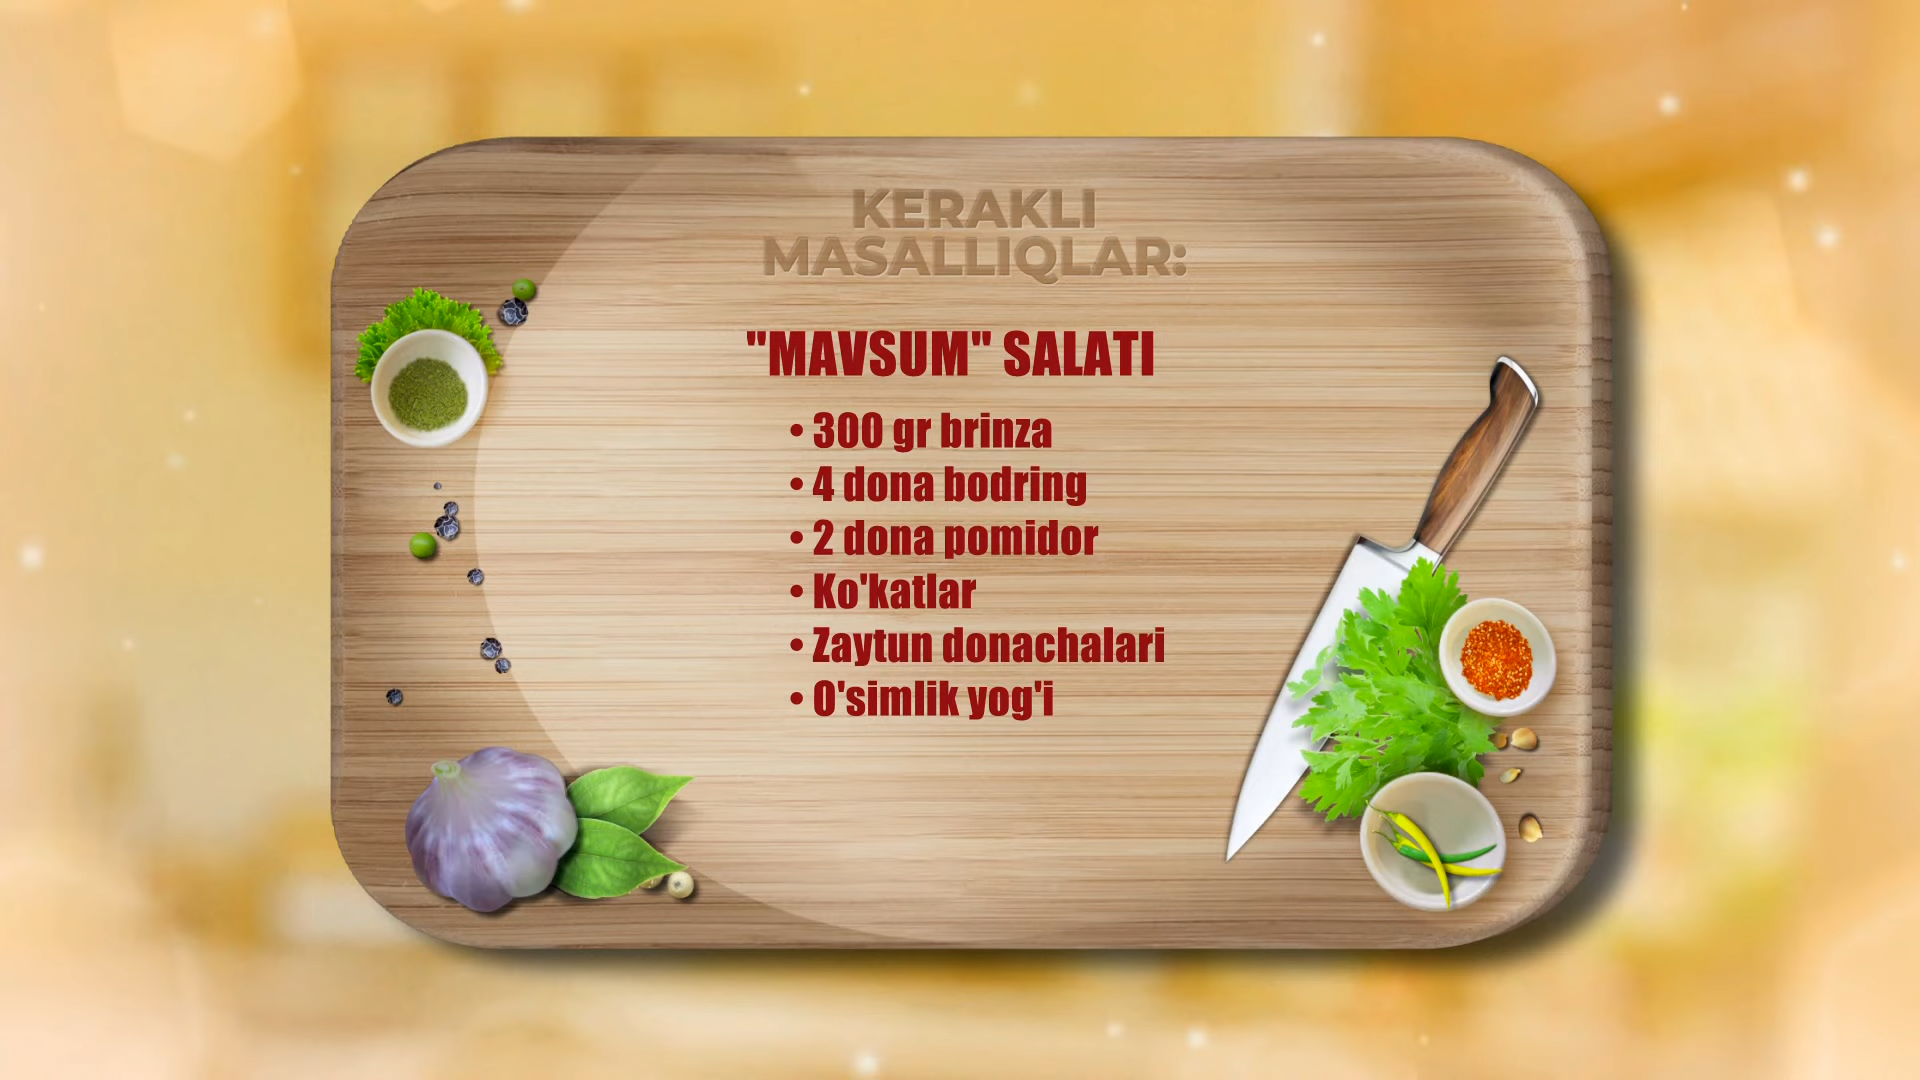 KERAKLI
MASALLIQLAR:
"MAVSUM" SALATI
• 300 gr brinza
• 4 dona bodring
• 2 dona pomidor
• Ko'katlar
• Zaytun donachalari
• O'simlik yog'i